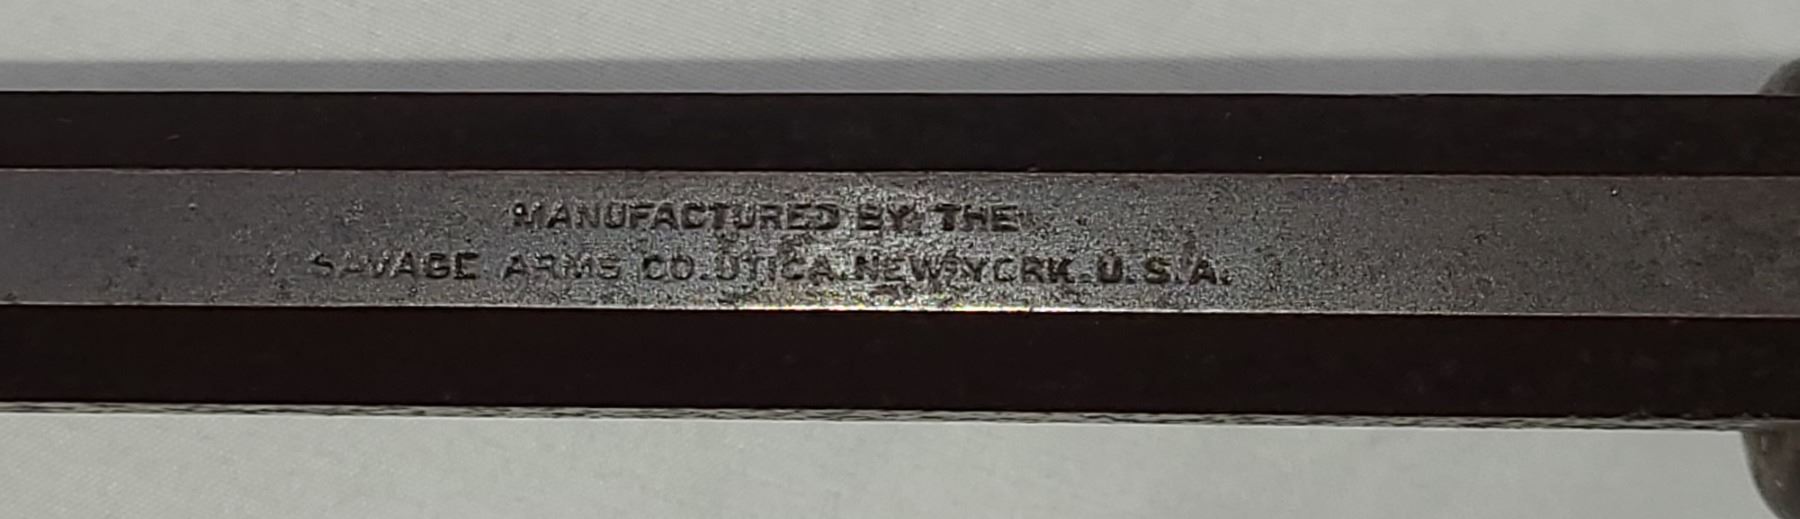 MANUFACTURED BY THE
SAVAGE ARMS CO. UTICA. NEW YORK. U.S.A.